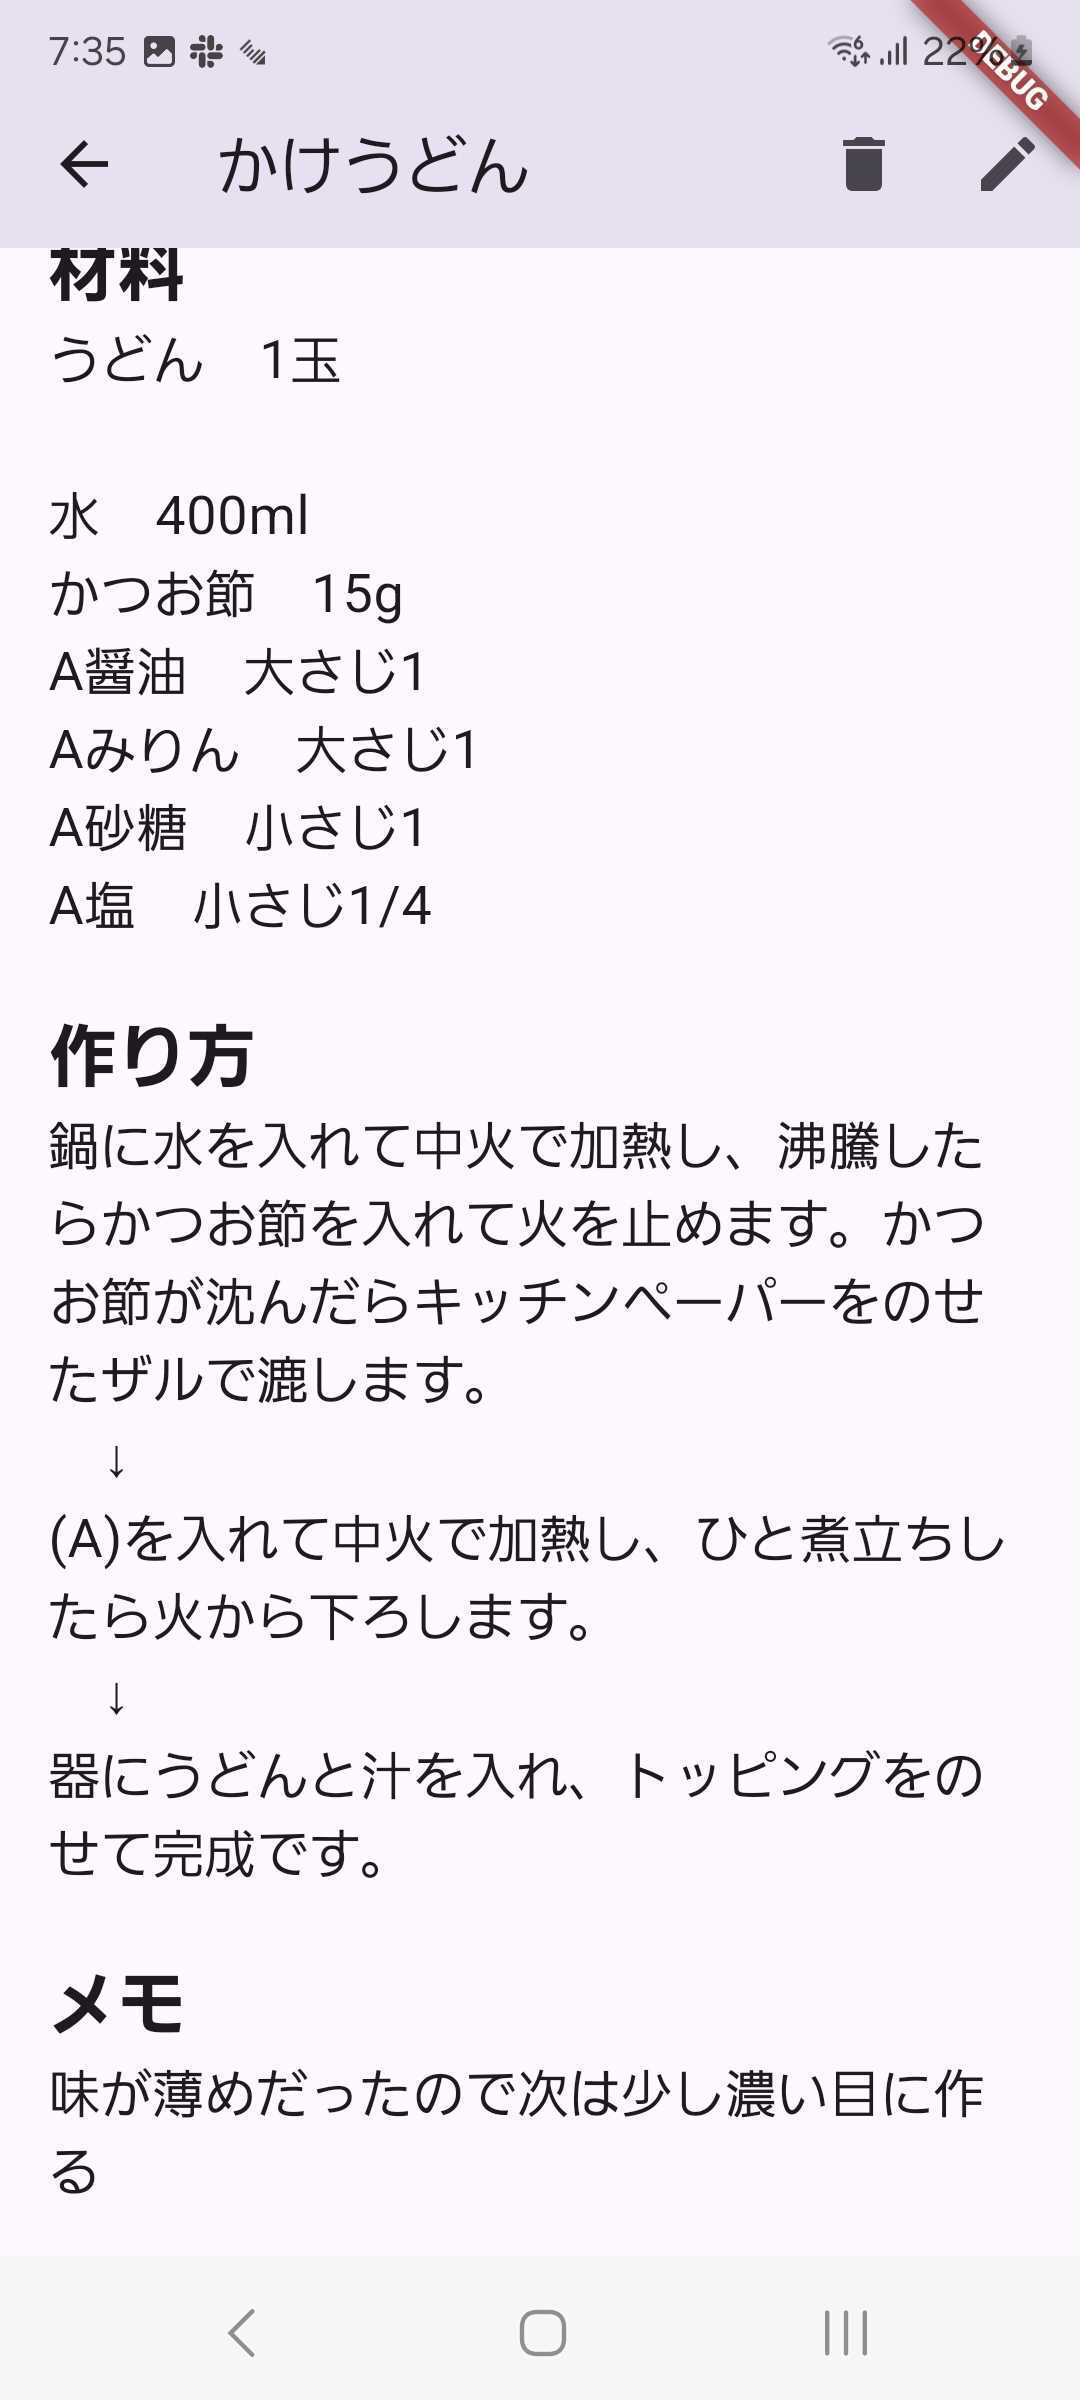 7:35
22%
DEBUG
かけうどん
材料
うどん　1玉
水　400ml
かつお節　15g
A醤油　大さじ1
Aみりん　大さじ1
A砂糖　小さじ1
A塩　小さじ1/4
作り方
鍋に水を入れて中火で加熱し、沸騰した
らかつお節を入れて火を止めます。かつ
お節が沈んだらキッチンペーパーをのせ
たザルで漉します。
　↓
(A)を入れて中火で加熱し、ひと煮立ちし
たら火から下ろします。
　↓
器にうどんと汁を入れ、トッピングをの
せて完成です。
メモ
味が薄めだったので次は少し濃い目に作
る